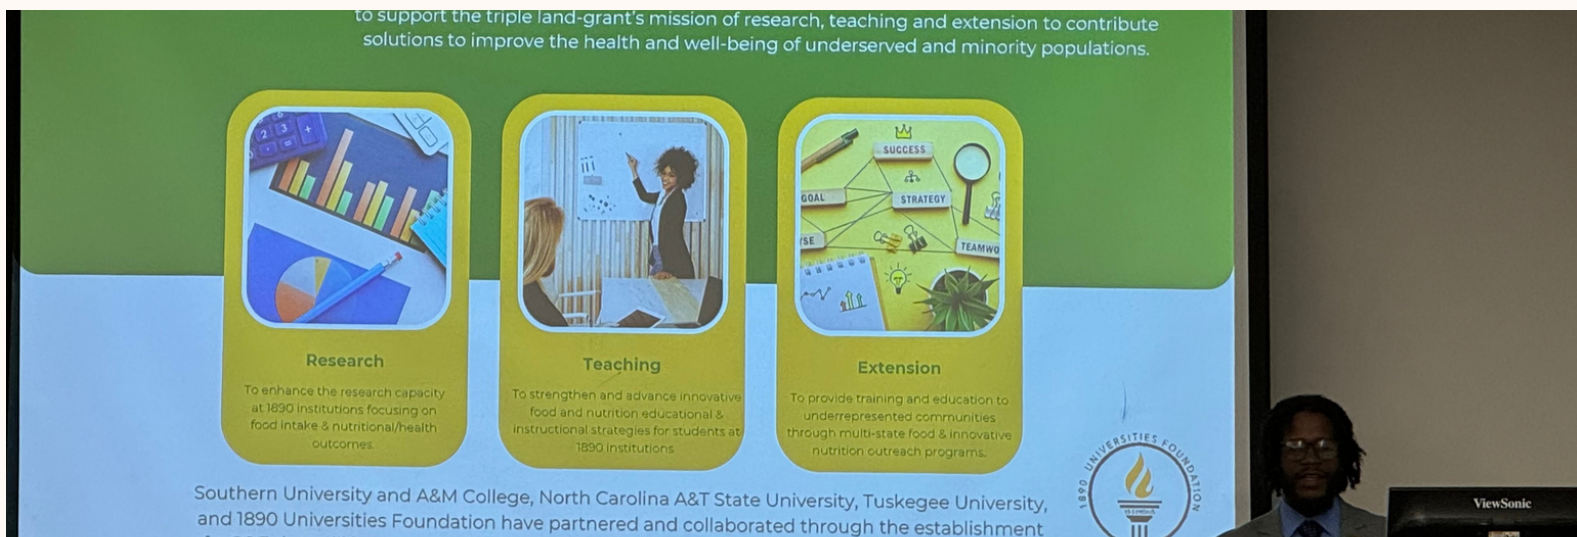 to support the triple land-grant's mission of research, teaching and extension to contribute
solutions to improve the health and well-being of underserved and minority populations.
2 3 +
SUCCESS
GOAL
STRATEGY
SE
TEAMWO
Research
To enhance the research capacity
at 1890 institutions focusing on
food intake & nutritional/health
outcomes.
Teaching
To strengthen and advance innovative
food and nutrition educational &
instructional strategies for students at
1890 Institutions
Extension
To provide training and education to
underrepresented communities
through multi-state food & innovative
nutrition outreach programs.
Southern University and A&M College, North Carolina A&T State University, Tuskegee University,
and 1890 Universities Foundation have partnered and collaborated through the establishment
1890 UNIVERSITIES FOUNDATION
ViewSonic